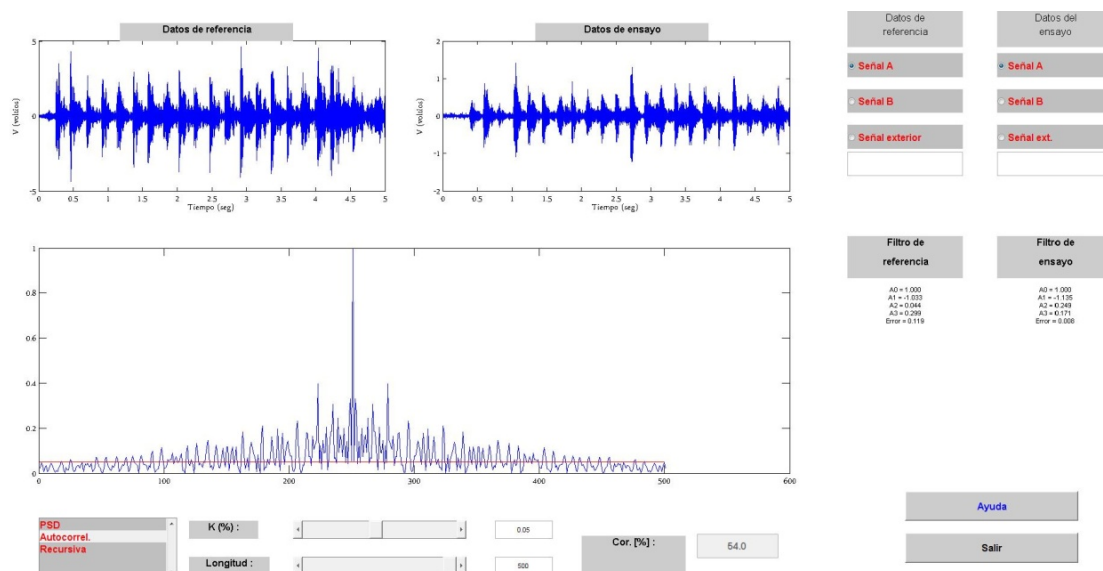 Datos de referencia
5
0
-5
V (voltios)
0 0.5 1 1.5 2 2.5 3 3.5 4 4.5 5
Tiempo (seg)
Datos de ensayo
2
1
0
-1
-2
V (voltios)
0 0.5 1 1.5 2 2.5 3 3.5 4 4.5 5
Tiempo (seg)
Datos de
referencia
Señal A
Señal B
Señal exterior
Datos del
ensayo
Señal A
Señal B
Señal ext.
1
0.8
0.6
0.4
0.2
0
0 100 200 300 400 500 600
Filtro de
referencia
A0 = 1.000
A1 = -1.033
A2 = 0.044
A3 = 0.299
Error = 0.119
Filtro de
ensayo
A0 = 1.000
A1 = -1.135
A2 = 0.249
A3 = 0.171
Error = 0.008
PSD
Autocorrel.
Recursiva
K (%) :
0.05
Longitud :
500
Cor. [%] :
54.0
Ayuda
Salir